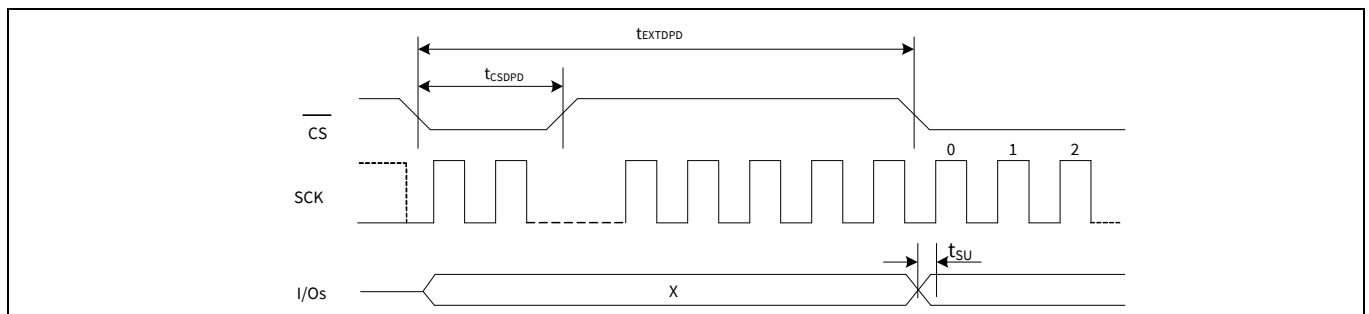 tEXTDPD
tCSDPD
CS
0 1 2
SCK
tSU
I/Os X